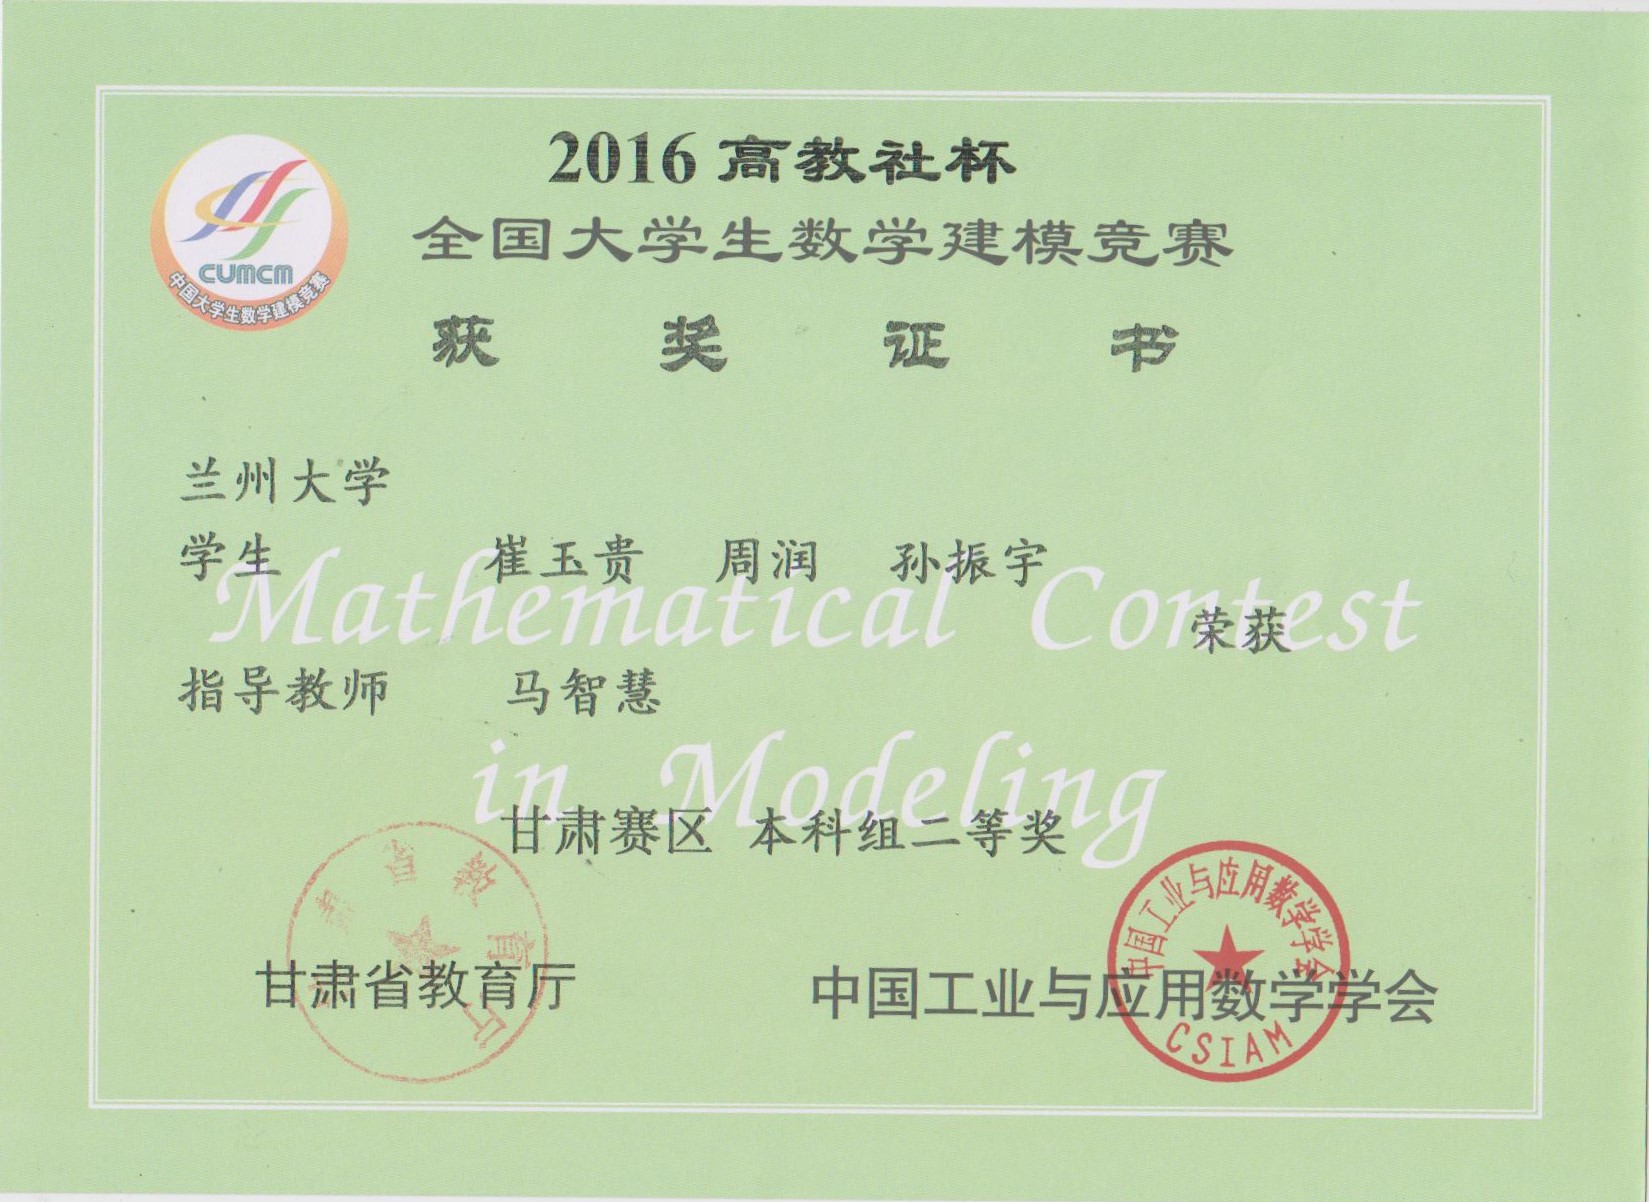 2016 高教社杯
全国大学生数学建模竞赛
获奖证书
CUMCM
中国大学生数学建模竞赛
兰州大学
学生 崔玉贵 周润 孙振宇
Mathematical Contest
荣获
指导教师 马智慧
in Modeling
甘肃赛区 本科组二等奖
甘肃省教育厅
中国工业与应用数学学会
中国工业与应用数学学会
CSIAM